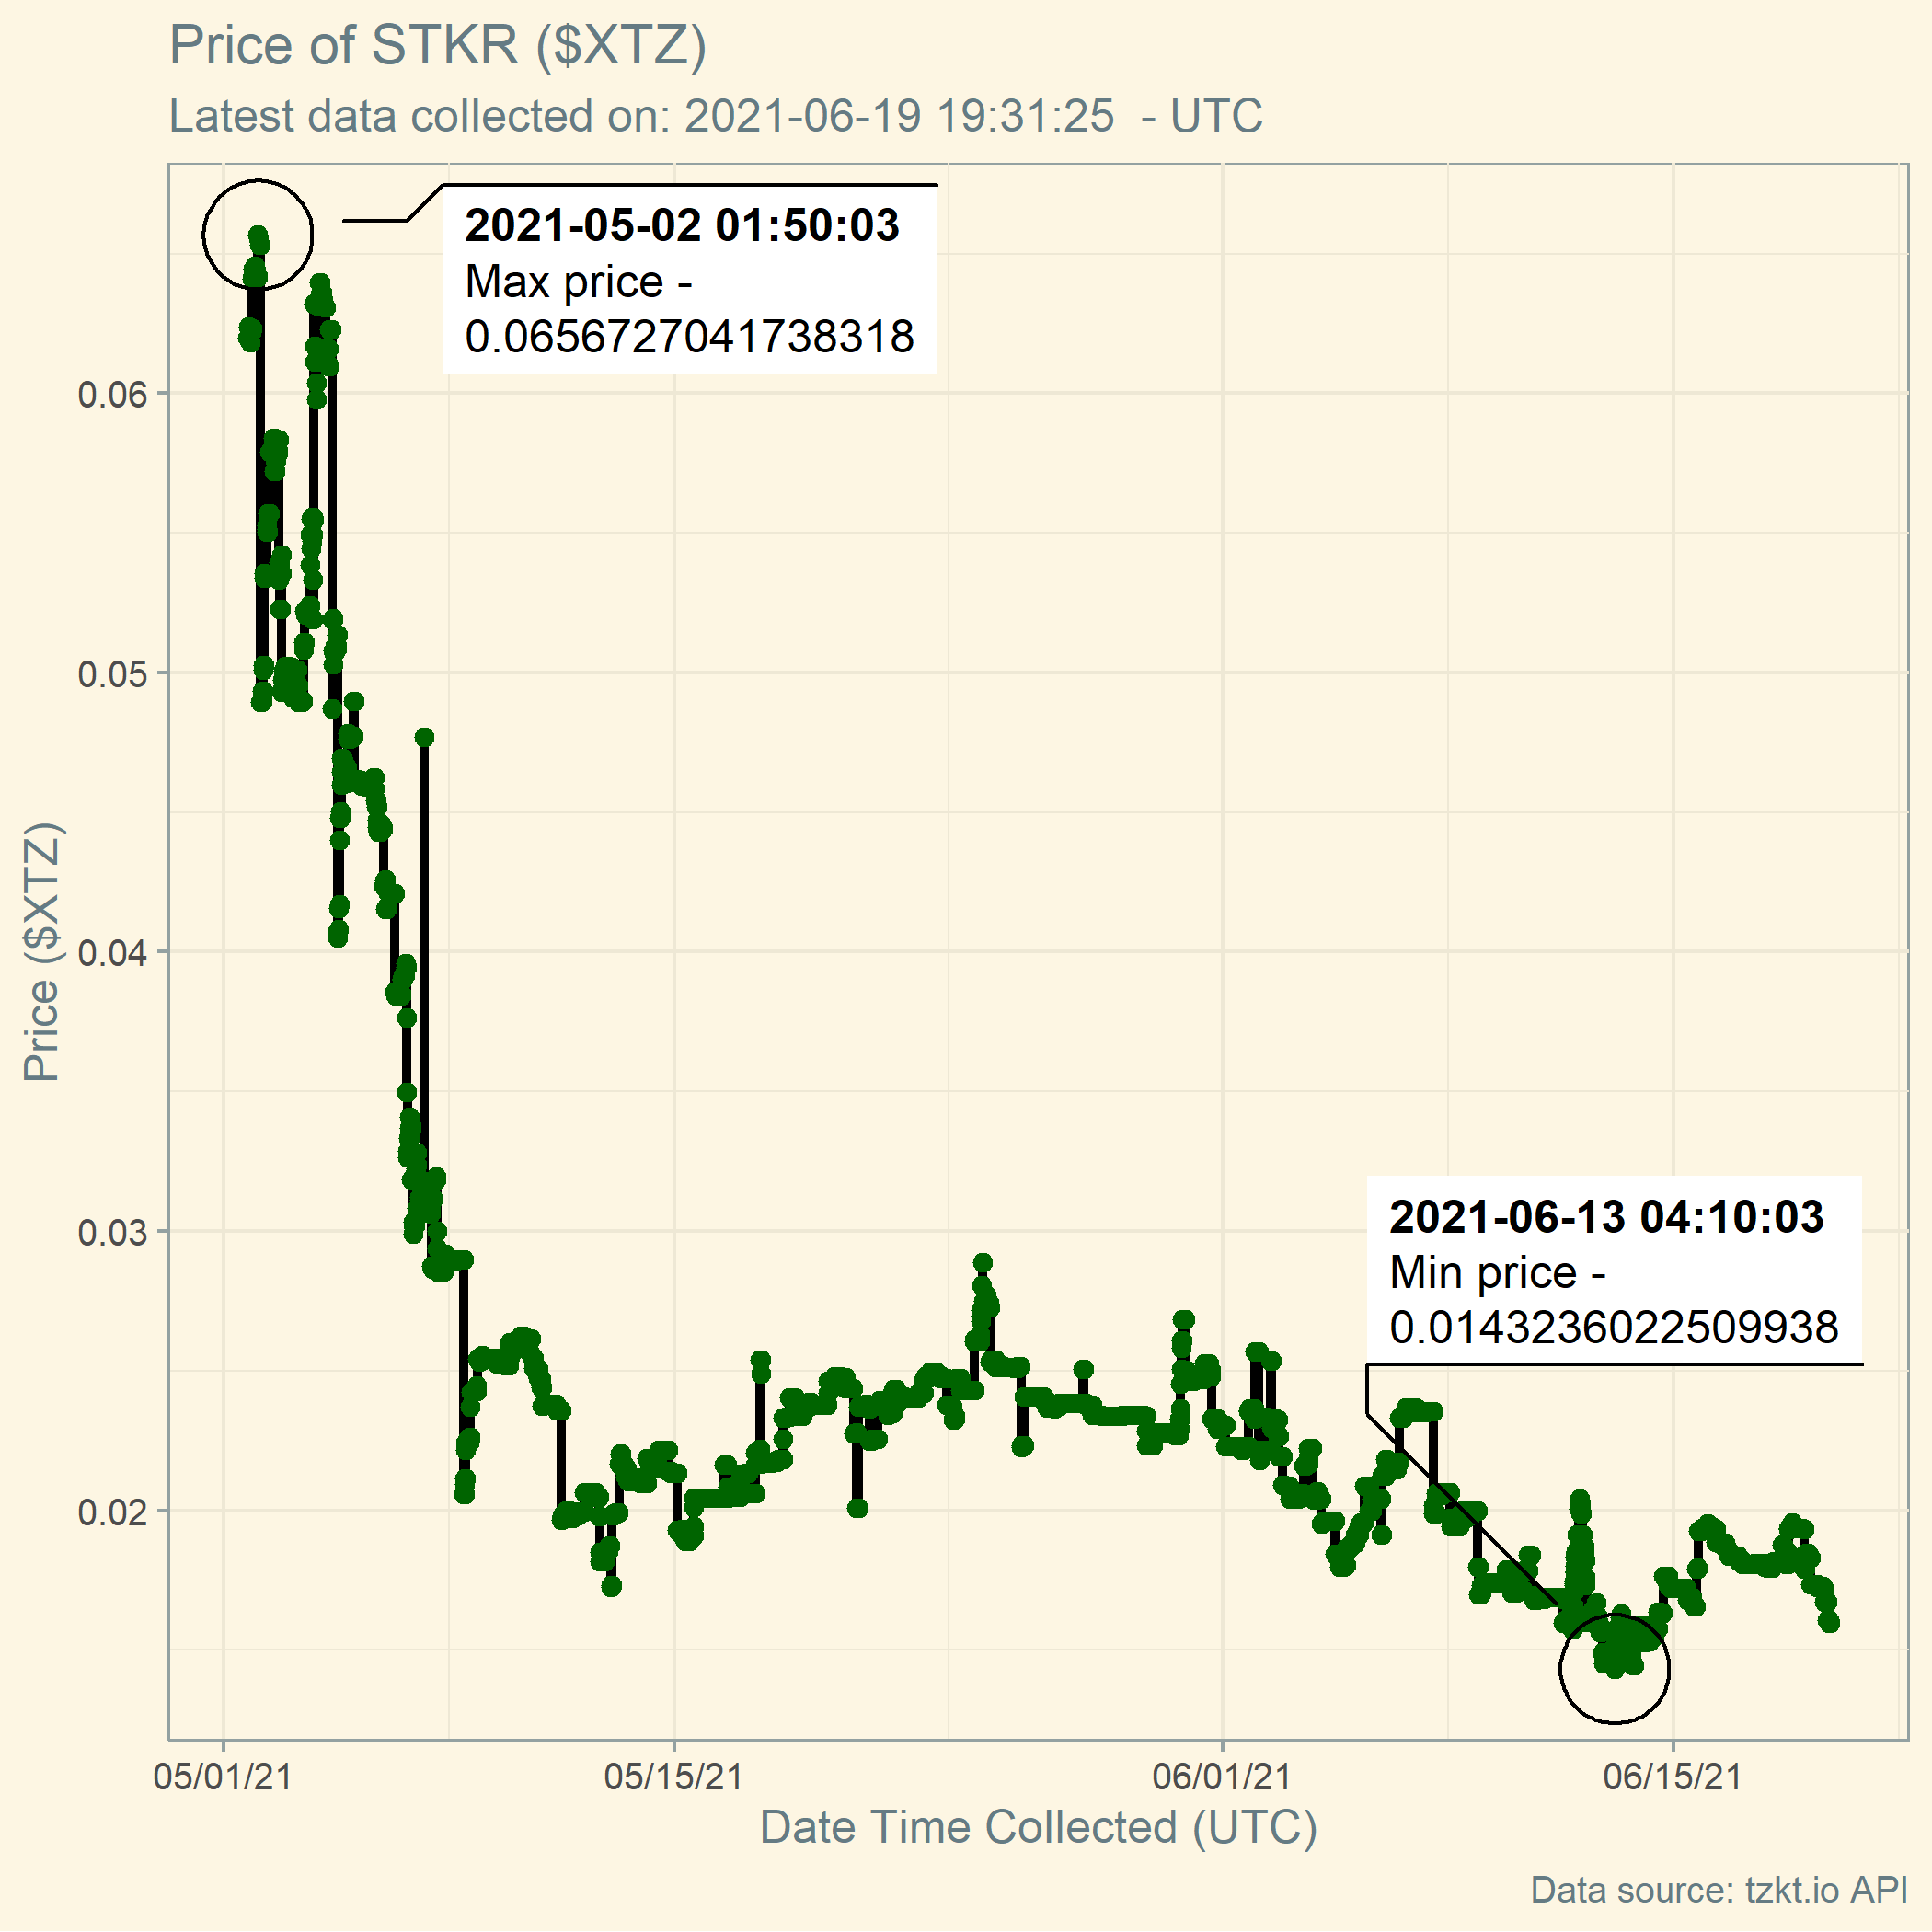 Price of STKR ($XTZ)
Latest data collected on: 2021-06-19 19:31:25  - UTC
2021-05-02 01:50:03
Max price -
0.0656727041738318
0.06
0.05
0.04
0.03
0.02
Price ($XTZ)
2021-06-13 04:10:03
Min price -
0.0143236022509938
05/01/21
05/15/21
06/01/21
06/15/21
Date Time Collected (UTC)
Data source: tzkt.io API